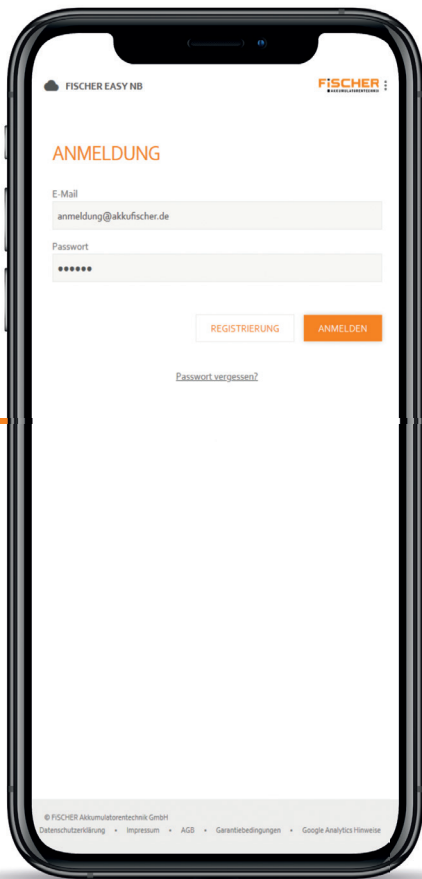 FISCHER EASY NB
FiSCHER
AKKUMULATORENTECHNIK
ANMELDUNG
E-Mail
anmeldung@akkufischer.de
Passwort
••••••
REGISTRIERUNG
ANMELDEN
Passwort vergessen?
© FiSCHER Akkumulatorentechnik GmbH
Datenschutzerklärung • Impressum • AGB • Garantiebedingungen • Google Analytics Hinweise